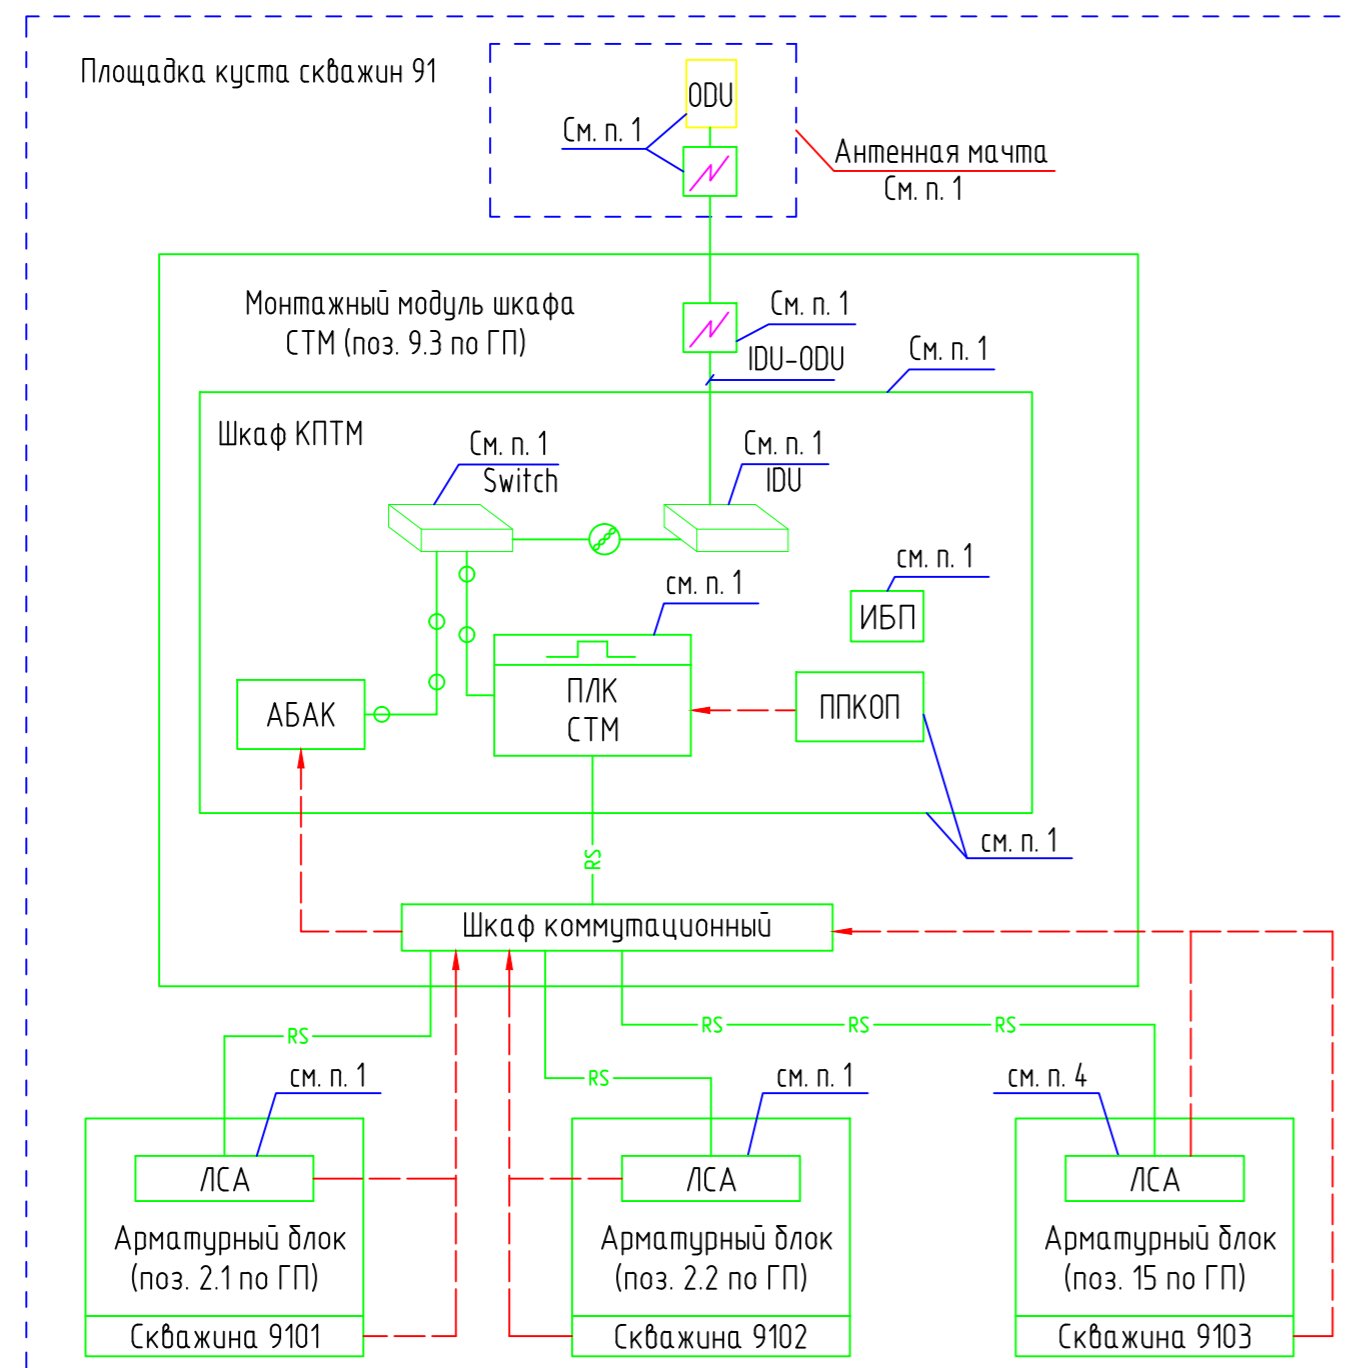 Площадка куста скважин 91
ODU
См. п. 1
Антенная мачта
См. п. 1
Монтажный модуль шкафа
СТМ (поз. 9.3 по ГП)
См. п. 1
IDU-ODU
См. п. 1
Шкаф КПТМ
См. п. 1
Switch
См. п. 1
IDU
см. п. 1
ИБП
см. п. 1
АБАК
ПЛК
СТМ
ППКОП
см. п. 1
RS
Шкаф коммутационный
RS
RS
RS
RS
RS
см. п. 1
см. п. 1
см. п. 4
ЛСА
Арматурный блок
(поз. 2.1 по ГП)
Скважина 9101
ЛСА
Арматурный блок
(поз. 2.2 по ГП)
Скважина 9102
ЛСА
Арматурный блок
(поз. 15 по ГП)
Скважина 9103